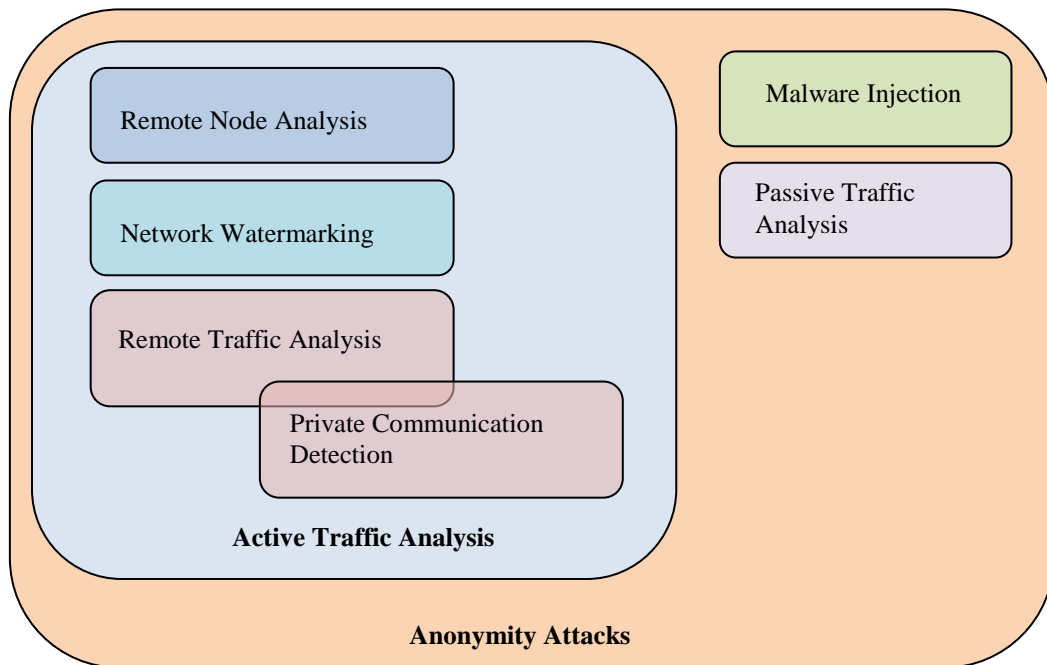 Remote Node Analysis
Network Watermarking
Remote Traffic Analysis
Private Communication
Detection
Active Traffic Analysis
Malware Injection
Passive Traffic
Analysis
Anonymity Attacks